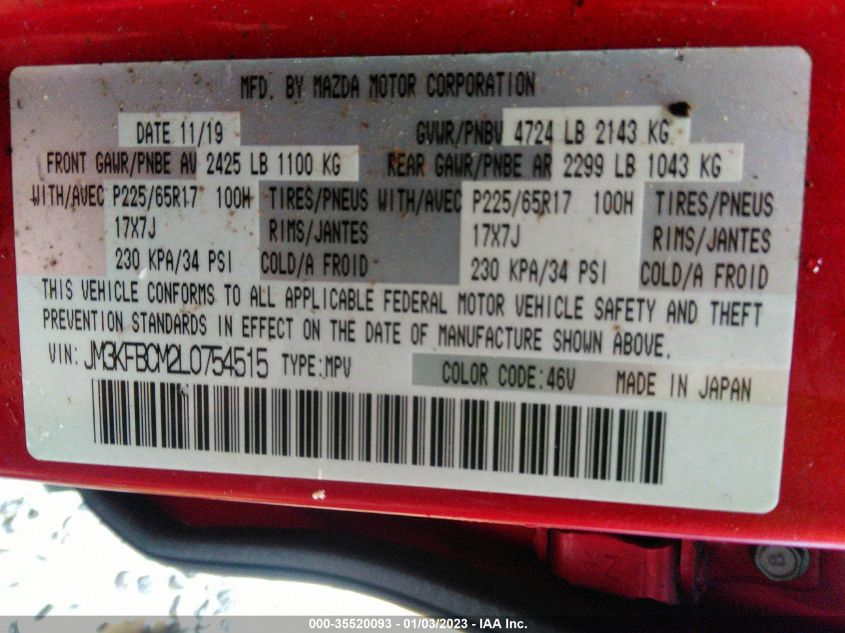 MFD. BY MAZDA MOTOR CORPORATION
DATE 11/19 GVWR/PNBV 4724 LB 2143 KG
FRONT GAWR/PNBE AV 2425 LB 1100 KG REAR GAWR/PNBE AR 2299 LB 1043 KG
WITH/AVEC P225/65R17 100H TIRES/PNEUS WITH/AVEC P225/65R17 100H TIRES/PNEUS
17X7J RIMS/JANTES 17X7J RIMS/JANTES
230 KPA/34 PSI COLD/A FROID 230 KPA/34 PSI COLD/A FROID
THIS VEHICLE CONFORMS TO ALL APPLICABLE FEDERAL MOTOR VEHICLE SAFETY AND THEFT
PREVENTION STANDARDS IN EFFECT ON THE DATE OF MANUFACTURE SHOWN ABOVE.
VIN: JM3KFBCM2L0754515 TYPE:MPV COLOR CODE:46V MADE IN JAPAN
8
000-35520093 - 01/03/2023 - IAA Inc.